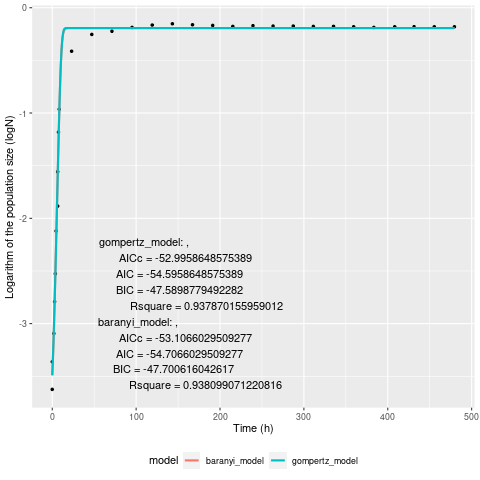 0
-1
-2
-3
Logarithm of the population size (logN)
gompertz_model: ,
AICc = -52.9958648575389
AIC = -54.5958648575389
BIC = -47.5898779492282
Rsquare = 0.937870155959012
baranyi_model: ,
AICc = -53.1066029509277
AIC = -54.7066029509277
BIC = -47.700616042617
Rsquare = 0.938099071220816
0 100 200 300 400 500
Time (h)
model baranyi_model gompertz_model